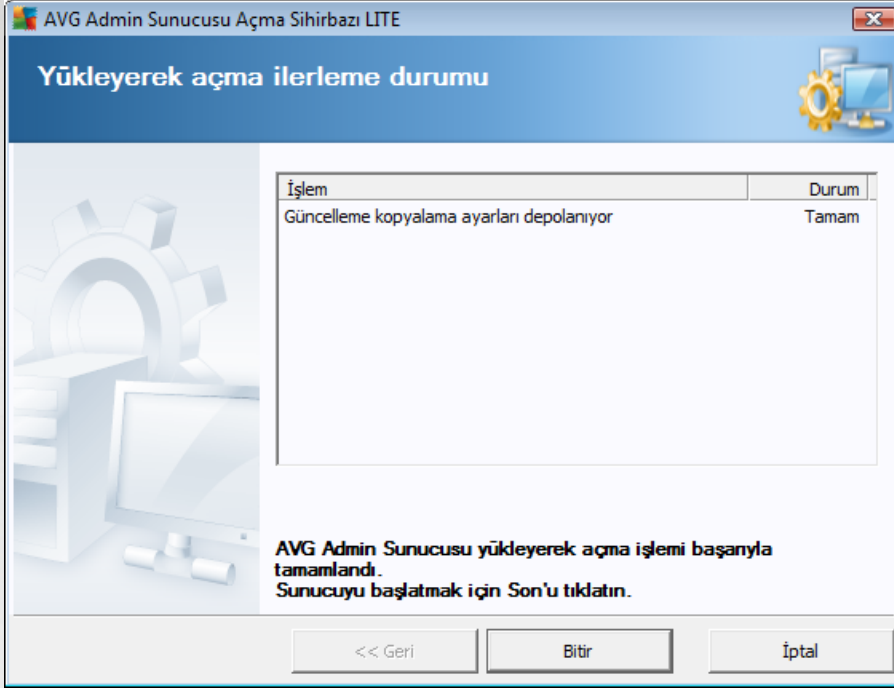 AVG Admin Sunucusu Açma Sihirbazı LITE
Yükleyerek açma ilerleme durumu
İşlem Durum
Güncelleme kopyalama ayarları depolanıyor Tamam
AVG Admin Sunucusu yükleyerek açma işlemi başarıyla
tamamlandı.
Sunucuyu başlatmak için Son'u tıklatın.
<< Geri Bitir İptal